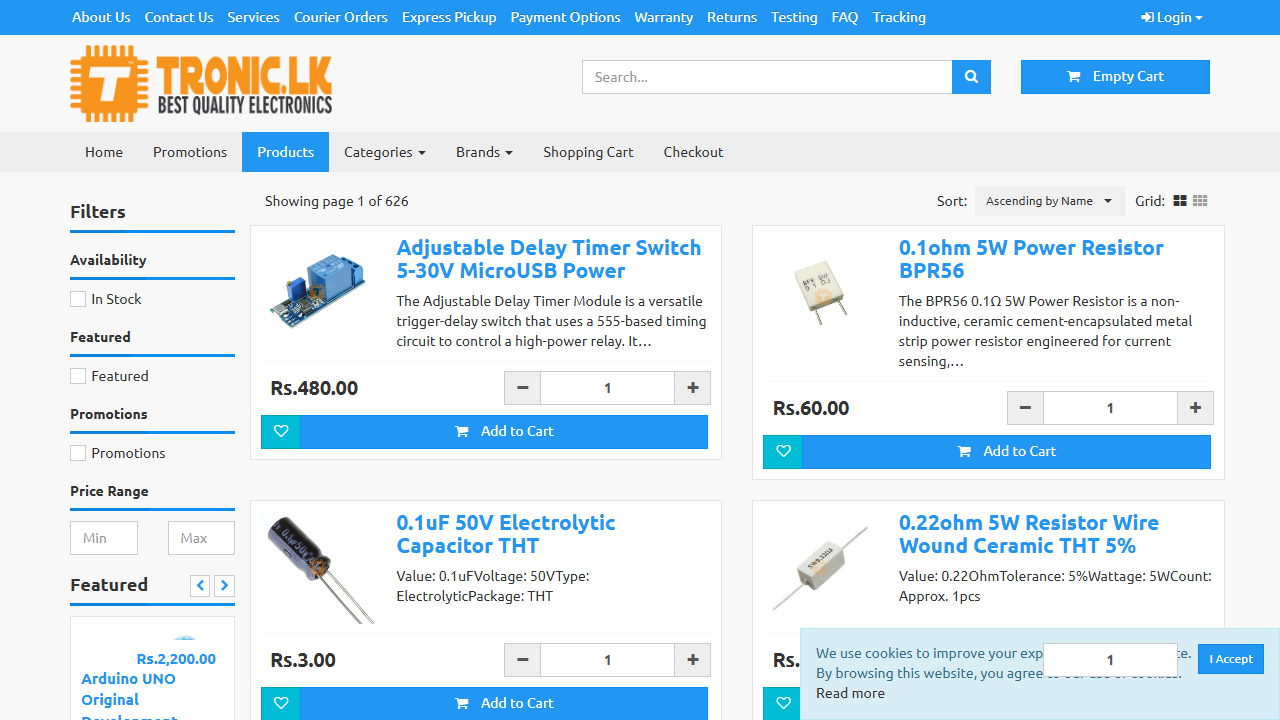 About Us Contact Us Services Courier Orders Express Pickup Payment Options Warranty Returns Testing FAQ Tracking Login
TRONIC.LK
BEST QUALITY ELECTRONICS
Search...
Empty Cart
Home Promotions Products Categories Brands Shopping Cart Checkout
Showing page 1 of 626
Sort: Ascending by Name Grid:
Filters
Availability
In Stock
Featured
Featured
Promotions
Promotions
Price Range
Min Max
Featured
Rs.2,200.00
Arduino UNO
Original
Development
Adjustable Delay Timer Switch
5-30V MicroUSB Power
The Adjustable Delay Timer Module is a versatile
trigger-delay switch that uses a 555-based timing
circuit to control a high-power relay. It…
Rs.480.00 1
Add to Cart
0.1ohm 5W Power Resistor
BPR56
The BPR56 0.1Ω 5W Power Resistor is a non-
inductive, ceramic cement-encapsulated metal
strip power resistor engineered for current
sensing,…
Rs.60.00 1
Add to Cart
0.1uF 50V Electrolytic
Capacitor THT
Value: 0.1uFVoltage: 50VType:
ElectrolyticPackage: THT
Rs.3.00 1
Add to Cart
0.22ohm 5W Resistor Wire
Wound Ceramic THT 5%
Value: 0.22OhmTolerance: 5%Wattage: 5WCount:
Approx. 1pcs
1
We use cookies to improve your
By browsing this website, you agree
Read more
I Accept